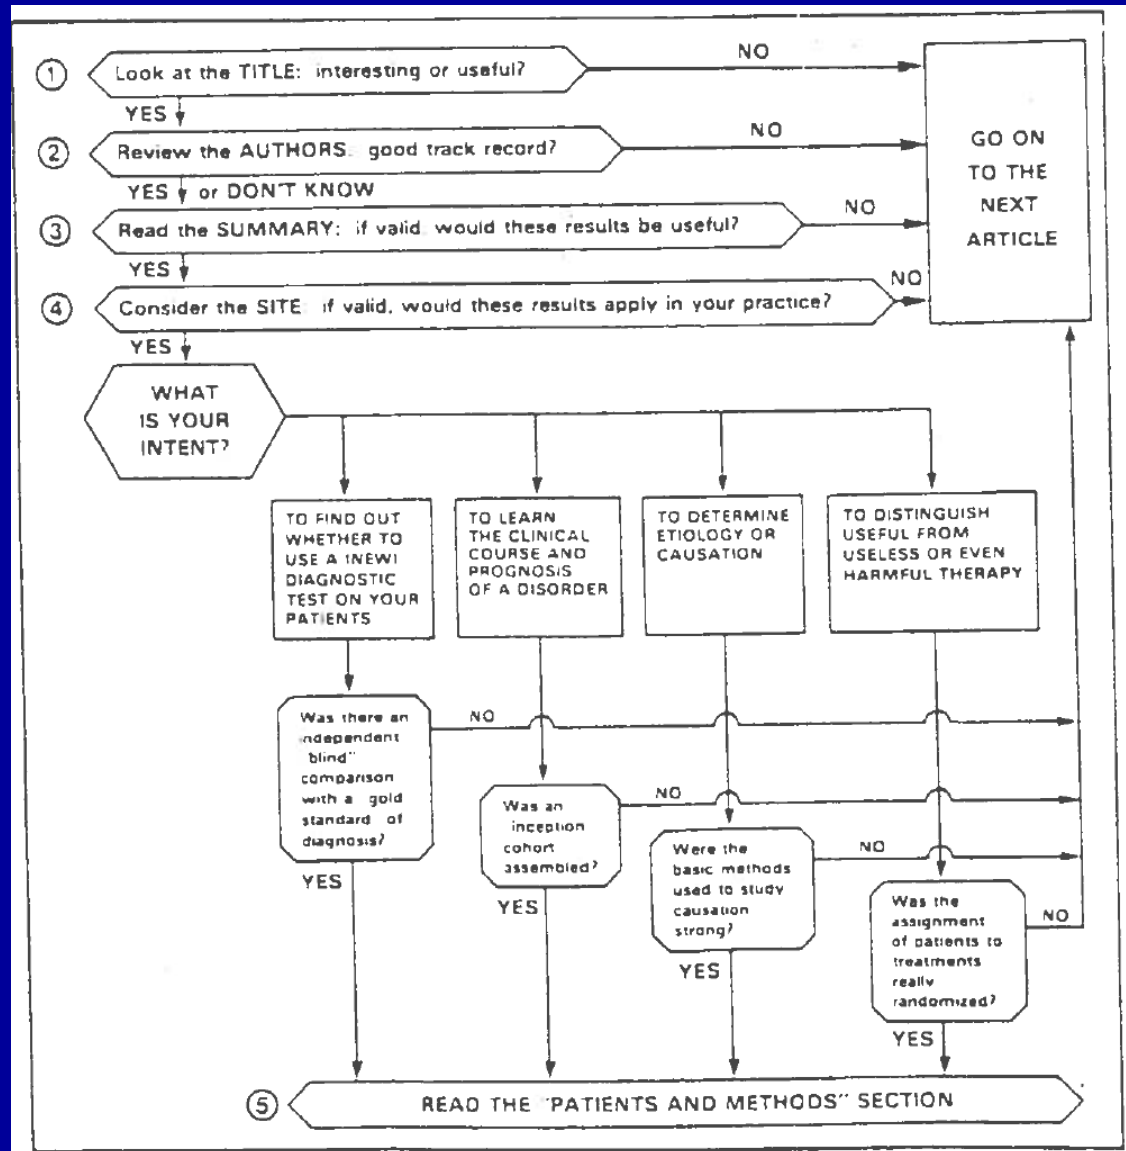 ① Look at the TITLE: interesting or useful?
NO
YES
② Review the AUTHORS: good track record?
NO
YES or DON'T KNOW
③ Read the SUMMARY: if valid, would these results be useful?
NO
YES
④ Consider the SITE: if valid, would these results apply in your practice?
NO
YES
GO ON
TO THE
NEXT
ARTICLE
WHAT
IS YOUR
INTENT?
TO FIND OUT
WHETHER TO
USE A (NEW)
DIAGNOSTIC
TEST ON YOUR
PATIENTS
TO LEARN
THE CLINICAL
COURSE AND
PROGNOSIS
OF A DISORDER
TO DETERMINE
ETIOLOGY OR
CAUSATION
TO DISTINGUISH
USEFUL FROM
USELESS OR EVEN
HARMFUL THERAPY
Was there an
independent
"blind"
comparison
with a gold
standard of
diagnosis?
NO
YES
Was an
inception
cohort
assembled?
NO
YES
Were the
basic methods
used to study
causation
strong?
NO
YES
Was the
assignment
of patients to
treatments
really
randomized?
NO
YES
⑤ READ THE "PATIENTS AND METHODS" SECTION